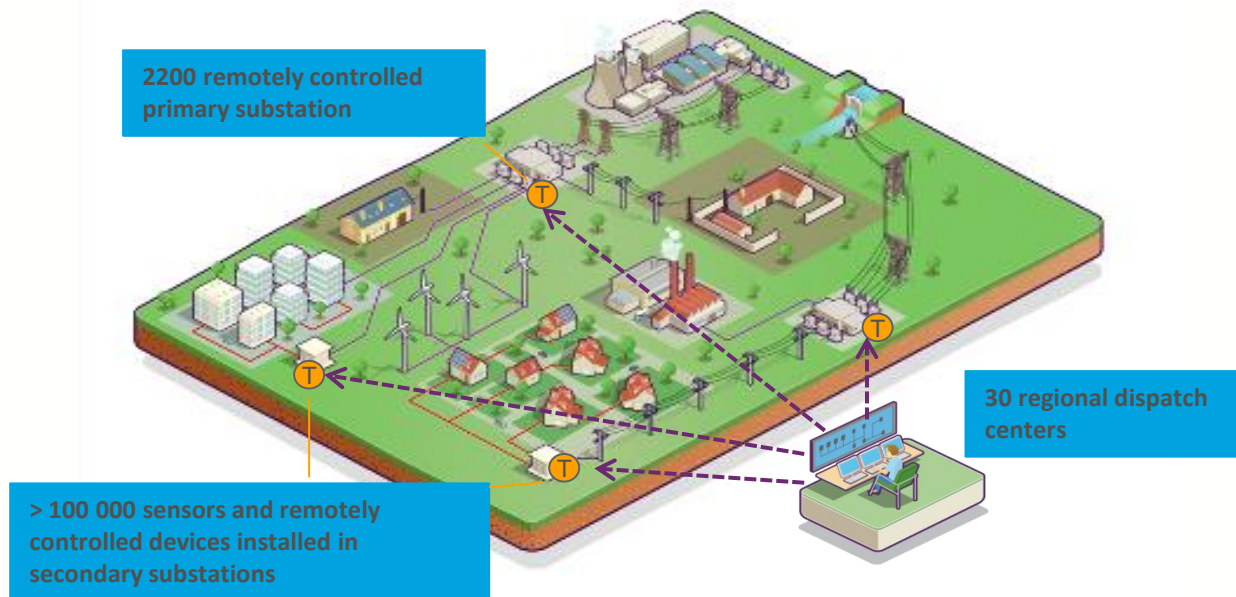 2200 remotely controlled
primary substation
T
T
T
30 regional dispatch
centers
T
> 100 000 sensors and remotely
controlled devices installed in
secondary substations